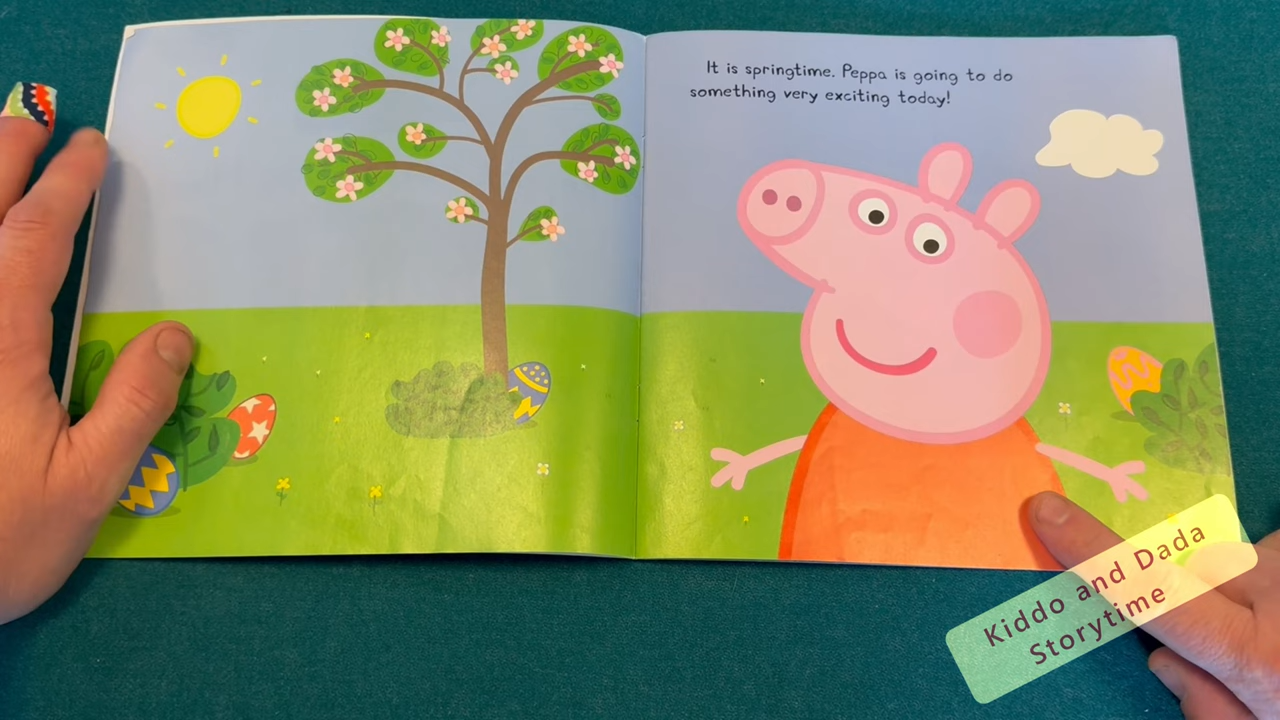 It is springtime. Peppa is going to do
something very exciting today!
Kiddo and Dada
Storytime